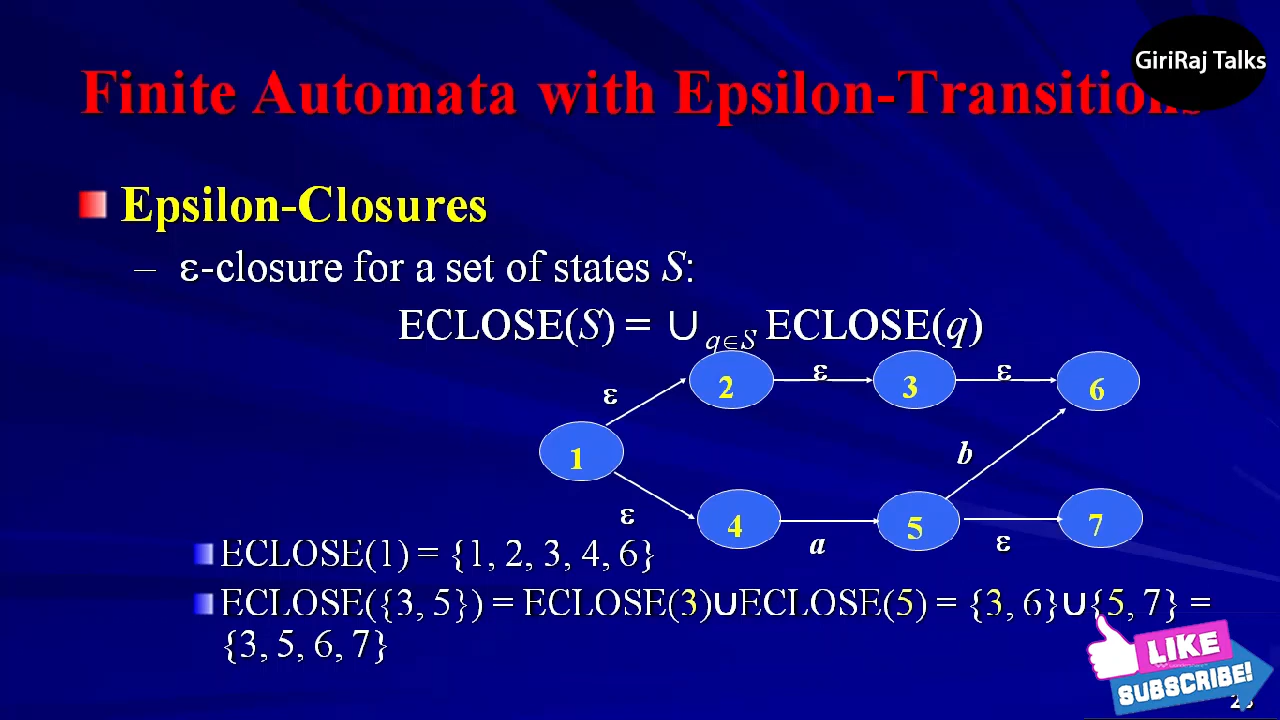 GiriRaj Talks
Finite Automata with Epsilon-Transitions
Epsilon-Closures
– ε-closure for a set of states S:
ECLOSE(S) = ∪q∈S ECLOSE(q)
ε 2 ε 3 ε 6
1 b
ε 4 a 5 ε 7
ECLOSE(1) = {1, 2, 3, 4, 6}
ECLOSE({3, 5}) = ECLOSE(3)∪ECLOSE(5) = {3, 6}∪{5, 7} =
{3, 5, 6, 7}
LIKE
SUBSCRIBE!